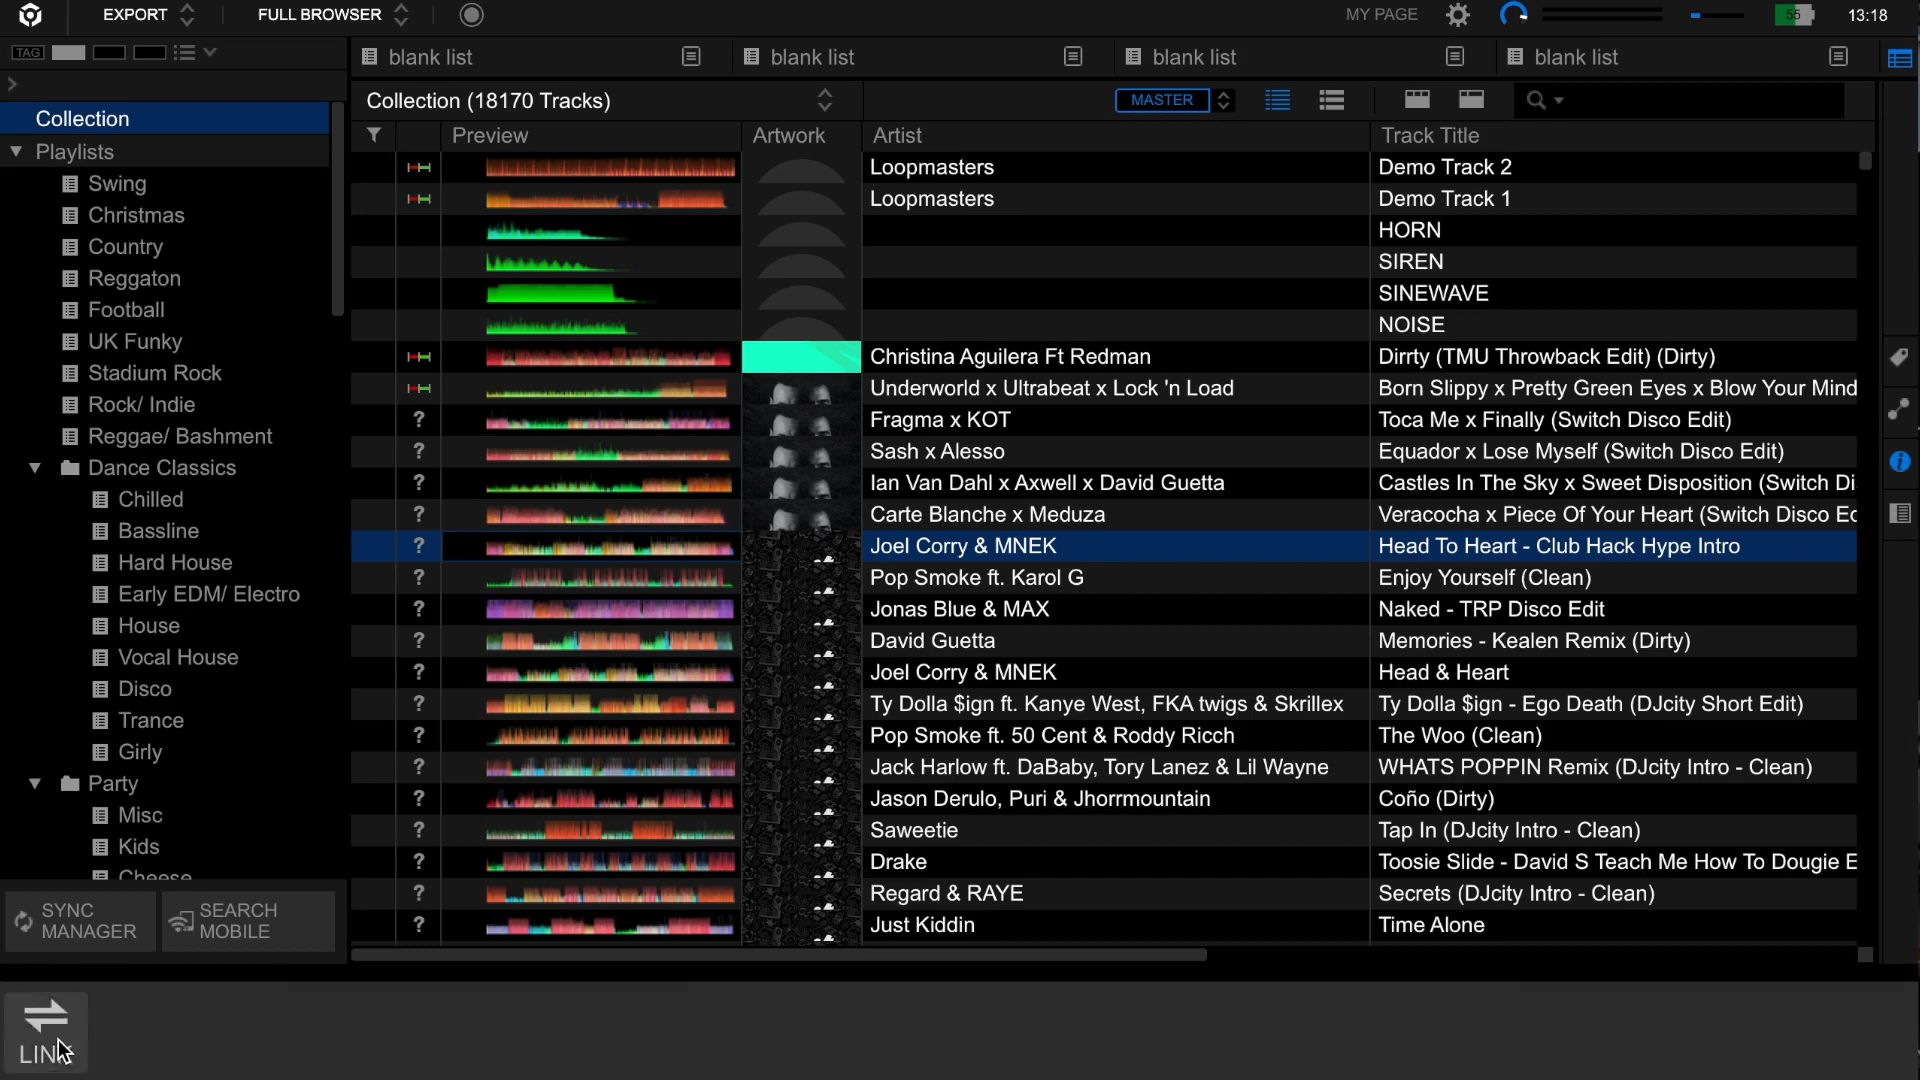 EXPORT FULL BROWSER MY PAGE 55 13:18
TAG
blank list blank list blank list blank list
Collection (18170 Tracks) MASTER
Preview Artwork Artist Track Title
Collection
Playlists
Swing
Christmas
Country
Reggaton
Football
UK Funky
Stadium Rock
Rock/ Indie
Reggae/ Bashment
Dance Classics
Chilled
Bassline
Hard House
Early EDM/ Electro
House
Vocal House
Disco
Trance
Girly
Party
Misc
Kids
Cheese
SYNC MANAGER
SEARCH MOBILE
Loopmasters Demo Track 2
Loopmasters Demo Track 1
HORN
SIREN
SINEWAVE
NOISE
Christina Aguilera Ft Redman Dirrty (TMU Throwback Edit) (Dirty)
Underworld x Ultrabeat x Lock 'n Load Born Slippy x Pretty Green Eyes x Blow Your Mind
? Fragma x KOT Toca Me x Finally (Switch Disco Edit)
? Sash x Alesso Equador x Lose Myself (Switch Disco Edit)
? Ian Van Dahl x Axwell x David Guetta Castles In The Sky x Sweet Disposition (Switch Di
? Carte Blanche x Meduza Veracocha x Piece Of Your Heart (Switch Disco Ed
? Joel Corry & MNEK Head To Heart - Club Hack Hype Intro
? Pop Smoke ft. Karol G Enjoy Yourself (Clean)
? Jonas Blue & MAX Naked - TRP Disco Edit
? David Guetta Memories - Kealen Remix (Dirty)
? Joel Corry & MNEK Head & Heart
? Ty Dolla $ign ft. Kanye West, FKA twigs & Skrillex Ty Dolla $ign - Ego Death (DJcity Short Edit)
? Pop Smoke ft. 50 Cent & Roddy Ricch The Woo (Clean)
? Jack Harlow ft. DaBaby, Tory Lanez & Lil Wayne WHATS POPPIN Remix (DJcity Intro - Clean)
? Jason Derulo, Puri & Jhorrmountain Coño (Dirty)
? Saweetie Tap In (DJcity Intro - Clean)
? Drake Toosie Slide - David S Teach Me How To Dougie E
? Regard & RAYE Secrets (DJcity Intro - Clean)
? Just Kiddin Time Alone
LINK